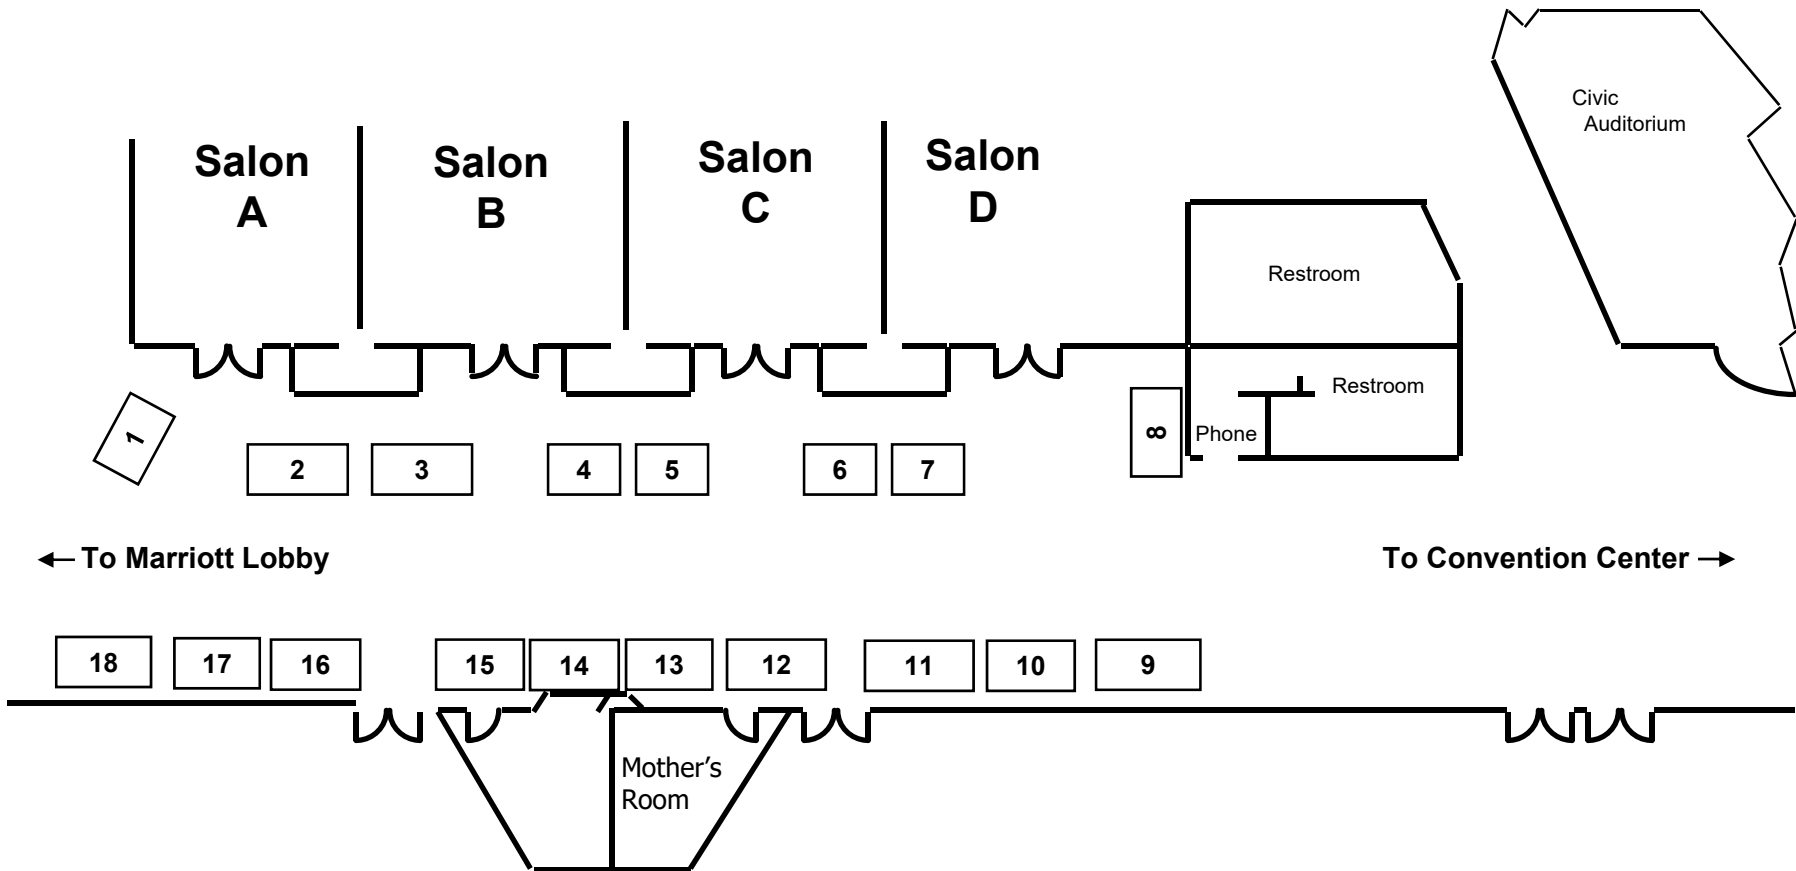 Civic
Auditorium
Salon
A
Salon
B
Salon
C
Salon
D
Restroom
Restroom
Phone
1
2
3
4
5
6
7
8
← To Marriott Lobby
To Convention Center →
18
17
16
15
14
13
12
11
10
9
Mother’s
Room